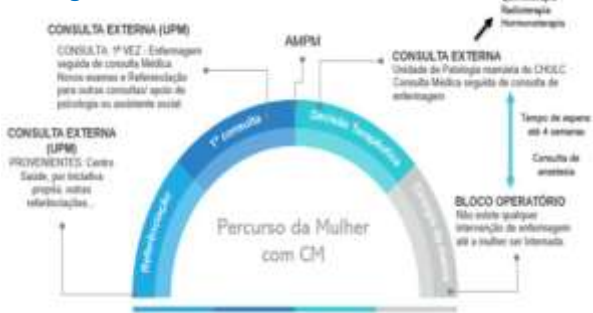 Radioterapia
Hormonoterapia
CONSULTA EXTERNA (UPM)
CONSULTA: 1ª VEZ - Enfermagem
seguida de consulta Médica
Novos exames e Referenciação
para outras consultas/ apoio de
psicologia ou assistente social
AMPM
CONSULTA EXTERNA
Unidade de Patologia mamária do CHULC
Consulta Médica seguida de consulta de
enfermagem
CONSULTA EXTERNA
(UPM)
PROVENIENTES: Centro
Saúde, por iniciativa
própria, outras
referenciações...
Referenciação
1ª consulta
Decisão Terapêutica
Tempo de espera
até 4 semanas
Consulta de
anestesia
Percurso da Mulher
com CM
BLOCO OPERATÓRIO
Não existe qualquer
intervenção de enfermagem
até a mulher ser Internada.